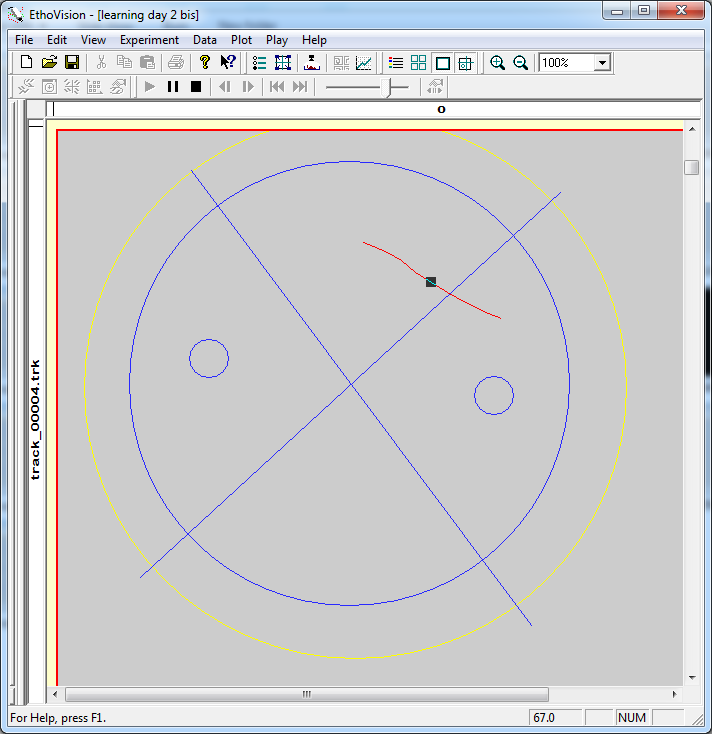 EthoVision - [learning day 2 bis]
File Edit View Experiment Data Plot Play Help
100%
O
track_00004.trk
For Help, press F1.
67.0
NUM